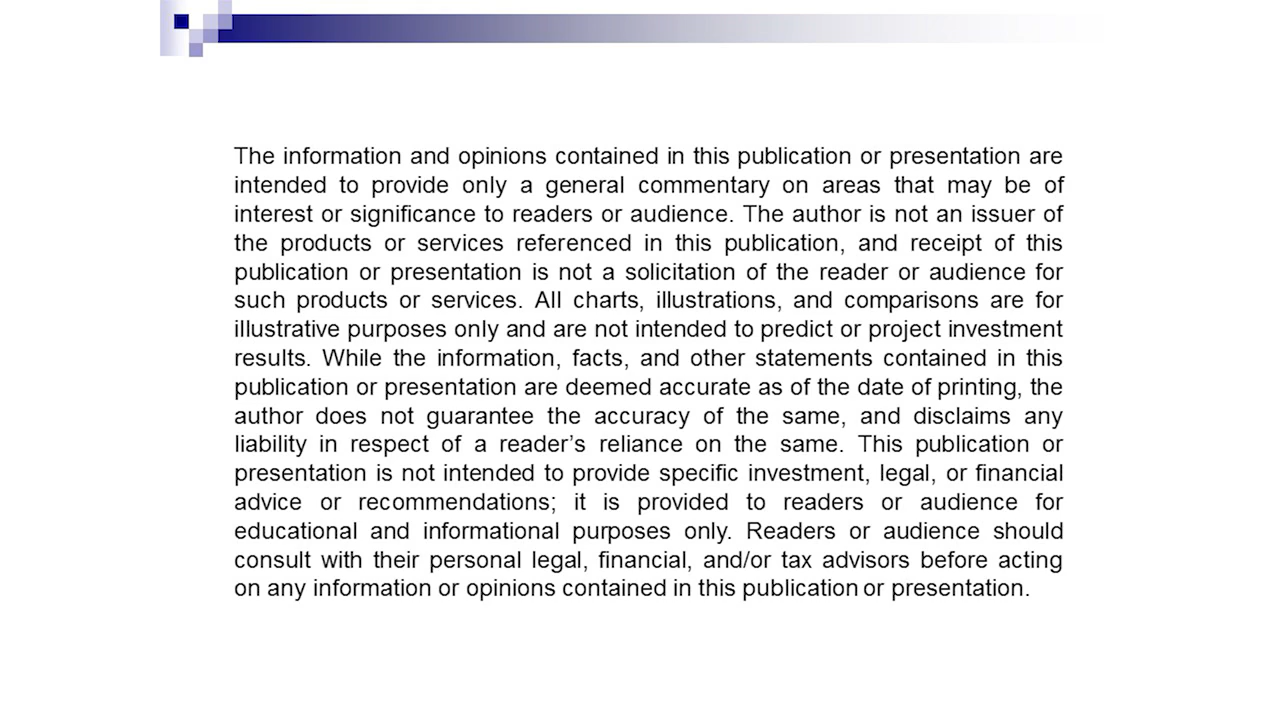 The information and opinions contained in this publication or presentation are
intended to provide only a general commentary on areas that may be of
interest or significance to readers or audience. The author is not an issuer of
the products or services referenced in this publication, and receipt of this
publication or presentation is not a solicitation of the reader or audience for
such products or services. All charts, illustrations, and comparisons are for
illustrative purposes only and are not intended to predict or project investment
results. While the information, facts, and other statements contained in this
publication or presentation are deemed accurate as of the date of printing, the
author does not guarantee the accuracy of the same, and disclaims any
liability in respect of a reader’s reliance on the same. This publication or
presentation is not intended to provide specific investment, legal, or financial
advice or recommendations; it is provided to readers or audience for
educational and informational purposes only. Readers or audience should
consult with their personal legal, financial, and/or tax advisors before acting
on any information or opinions contained in this publication or presentation.